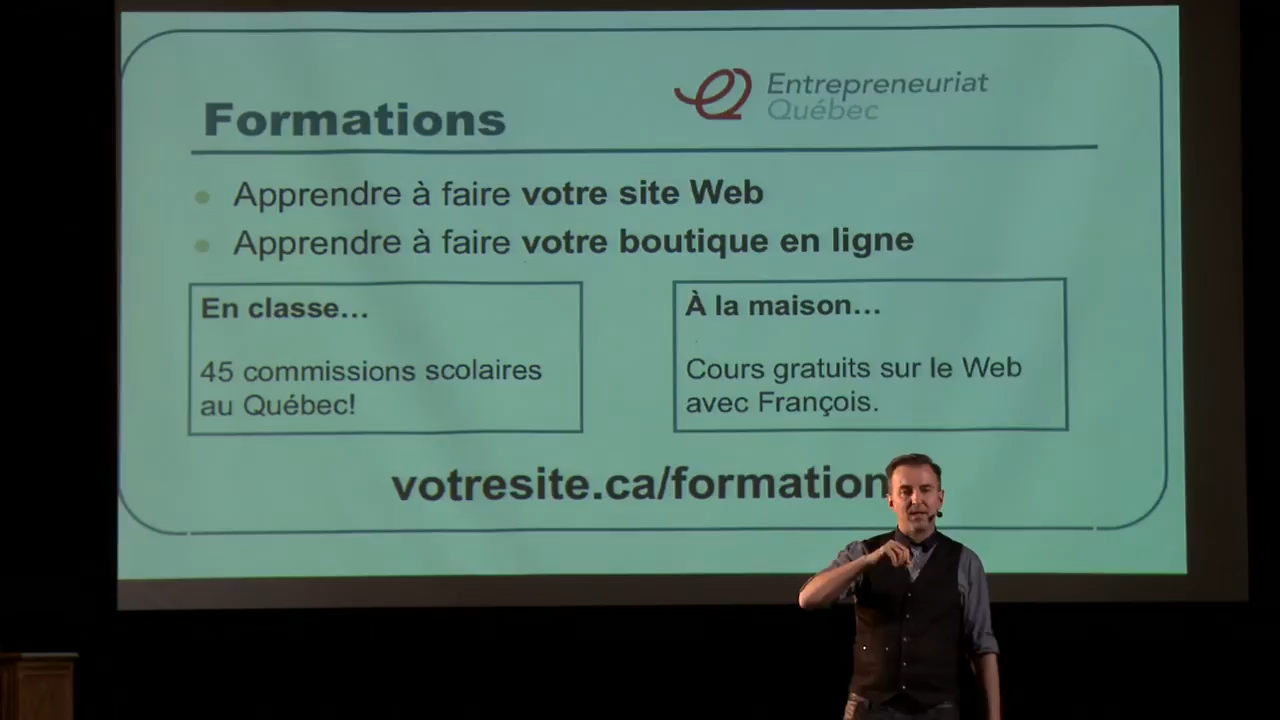 Entrepreneuriat
Québec
Formations
Apprendre à faire votre site Web
Apprendre à faire votre boutique en ligne
En classe…
45 commissions scolaires
au Québec!
À la maison…
Cours gratuits sur le Web
avec François.
votresite.ca/formation